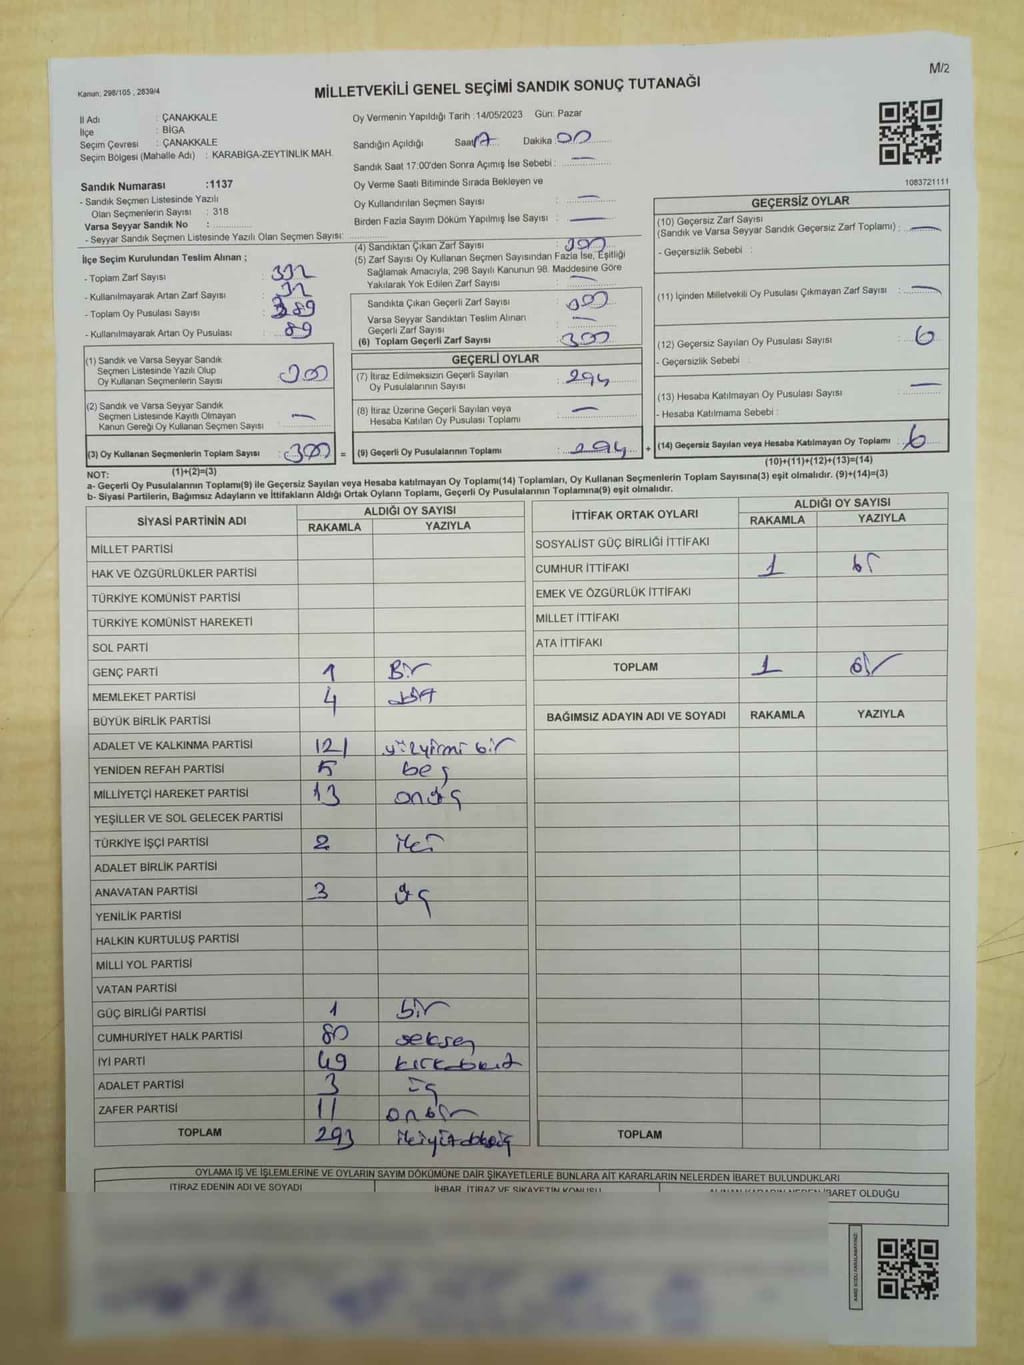 M/2
Kanun: 298/105 , 2839/4
MİLLETVEKİLİ GENEL SEÇİMİ SANDIK SONUÇ TUTANAĞI
İl Adı : ÇANAKKALE
İlçe : BİGA
Seçim Çevresi : ÇANAKKALE
Seçim Bölgesi (Mahalle Adı) : KARABİGA-ZEYTİNLİK MAH.
Sandık Numarası :1137
- Sandık Seçmen Listesinde Yazılı
Olan Seçmenlerin Sayısı : 318
Varsa Seyyar Sandık No :
- Seyyar Sandık Seçmen Listesinde Yazılı Olan Seçmen Sayısı:
Oy Vermenin Yapıldığı Tarih :14/05/2023 Gün: Pazar
Sandığın Açıldığı Saat 17 Dakika 00
Sandık Saat 17:00'den Sonra Açımış İse Sebebi : —
Oy Verme Saati Bitiminde Sırada Bekleyen ve
Oy Kullandırılan Seçmen Sayısı : —
Birden Fazla Sayım Döküm Yapılmış İse Sayısı : —
1083721111
İlçe Seçim Kurulundan Teslim Alınan ;
- Toplam Zarf Sayısı : 332
- Kullanılmayarak Artan Zarf Sayısı : 32
- Toplam Oy Pusulası Sayısı : 389
- Kullanılmayarak Artan Oy Pusulası : 89
(1) Sandık ve Varsa Seyyar Sandık
Seçmen Listesinde Yazılı Olup
Oy Kullanan Seçmenlerin Sayısı : 300
(2) Sandık ve Varsa Seyyar Sandık
Seçmen Listesinde Kayıtlı Olmayan
Kanun Gereği Oy Kullanan Seçmen Sayısı : —
(3) Oy Kullanan Seçmenlerin Toplam Sayısı : 300
(1)+(2)=(3)
(4) Sandıktan Çıkan Zarf Sayısı : 300
(5) Zarf Sayısı Oy Kullanan Seçmen Sayısından Fazla İse, Eşitliği
Sağlamak Amacıyla, 298 Sayılı Kanunun 98. Maddesine Göre
Yakılarak Yok Edilen Zarf Sayısı : —
Sandıkta Çıkan Geçerli Zarf Sayısı : 300
Varsa Seyyar Sandıktan Teslim Alınan
Geçerli Zarf Sayısı : —
(6) Toplam Geçerli Zarf Sayısı : 300
GEÇERLİ OYLAR
(7) İtiraz Edilmeksizin Geçerli Sayılan
Oy Pusulalarının Sayısı : 294
(8) İtiraz Üzerine Geçerli Sayılan veya
Hesaba Katılan Oy Pusulası Toplamı : —
= (9) Geçerli Oy Pusulalarının Toplamı : 294 +
GEÇERSİZ OYLAR
(10) Geçersiz Zarf Sayısı
(Sandık ve Varsa Seyyar Sandık Geçersiz Zarf Toplamı) : —
- Geçersizlik Sebebi :
(11) İçinden Milletvekili Oy Pusulası Çıkmayan Zarf Sayısı : —
(12) Geçersiz Sayılan Oy Pusulası Sayısı : 6
- Geçersizlik Sebebi :
(13) Hesaba Katılmayan Oy Pusulası Sayısı : —
- Hesaba Katılmama Sebebi :
(14) Geçersiz Sayılan veya Hesaba Katılmayan Oy Toplamı : 6
(10)+(11)+(12)+(13)=(14)
NOT:
a- Geçerli Oy Pusulalarının Toplamı(9) ile Geçersiz Sayılan veya Hesaba katılmayan Oy Toplamı(14) Toplamları, Oy Kullanan Seçmenlerin Toplam Sayısına(3) eşit olmalıdır. (9)+(14)=(3)
b- Siyasi Partilerin, Bağımsız Adayların ve İttifakların Aldığı Ortak Oyların Toplamı, Geçerli Oy Pusulalarının Toplamına(9) eşit olmalıdır.
SİYASİ PARTİNİN ADI ALDIĞI OY SAYISI
RAKAMLA YAZIYLA
MİLLET PARTİSİ
HAK VE ÖZGÜRLÜKLER PARTİSİ
TÜRKİYE KOMÜNİST PARTİSİ
TÜRKİYE KOMÜNİST HAREKETİ
SOL PARTİ
GENÇ PARTİ 1 Bir
MEMLEKET PARTİSİ 4
BÜYÜK BİRLİK PARTİSİ
ADALET VE KALKINMA PARTİSİ 121 yüzyirmi bir
YENİDEN REFAH PARTİSİ 5 beş
MİLLİYETÇİ HAREKET PARTİSİ 13 onüç
YEŞİLLER VE SOL GELECEK PARTİSİ
TÜRKİYE İŞÇİ PARTİSİ 2 iki
ADALET BİRLİK PARTİSİ
ANAVATAN PARTİSİ 3 üç
YENİLİK PARTİSİ
HALKIN KURTULUŞ PARTİSİ
MİLLİ YOL PARTİSİ
VATAN PARTİSİ
GÜÇ BİRLİĞİ PARTİSİ 1 bir
CUMHURİYET HALK PARTİSİ 80 seksen
İYİ PARTİ 49 kırkdokuz
ADALET PARTİSİ 3 üç
ZAFER PARTİSİ 11 onbir
TOPLAM 293
İTTİFAK ORTAK OYLARI ALDIĞI OY SAYISI
RAKAMLA YAZIYLA
SOSYALİST GÜÇ BİRLİĞİ İTTİFAKI
CUMHUR İTTİFAKI 1 bir
EMEK VE ÖZGÜRLÜK İTTİFAKI
MİLLET İTTİFAKI
ATA İTTİFAKI
TOPLAM 1 bir
BAĞIMSIZ ADAYIN ADI VE SOYADI RAKAMLA YAZIYLA
TOPLAM
OYLAMA İŞ VE İŞLEMLERİNE VE OYLARIN SAYIM DÖKÜMÜNE DAİR ŞİKAYETLERLE BUNLARA AİT KARARLARIN NELERDEN İBARET BULUNDUKLARI
İTİRAZ EDENİN ADI VE SOYADI İHBAR, İTİRAZ VE ŞİKAYETİN KONUSU ALINAN KARARIN NEDEN İBARET OLDUĞU